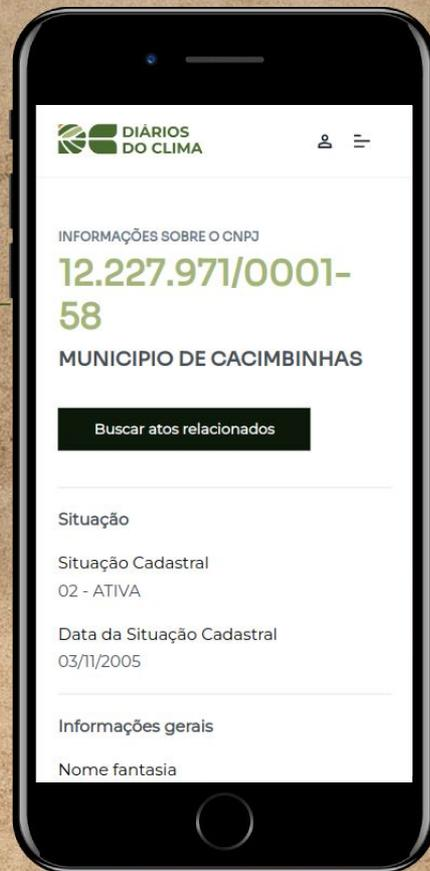 DIÁRIOS
DO CLIMA
INFORMAÇÕES SOBRE O CNPJ
12.227.971/0001-
58
MUNICIPIO DE CACIMBINHAS
Buscar atos relacionados
Situação
Situação Cadastral
02 - ATIVA
Data da Situação Cadastral
03/11/2005
Informações gerais
Nome fantasia